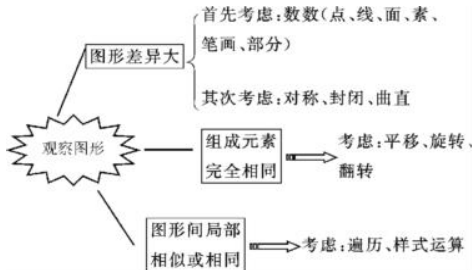 首先考虑:数数(点、线、面、素、
笔画、部分)
图形差异大
其次考虑:对称、封闭、曲直
观察图形
组成元素
完全相同
考虑:平移、旋转、
翻转
图形间局部
相似或相同
考虑:遍历、样式运算